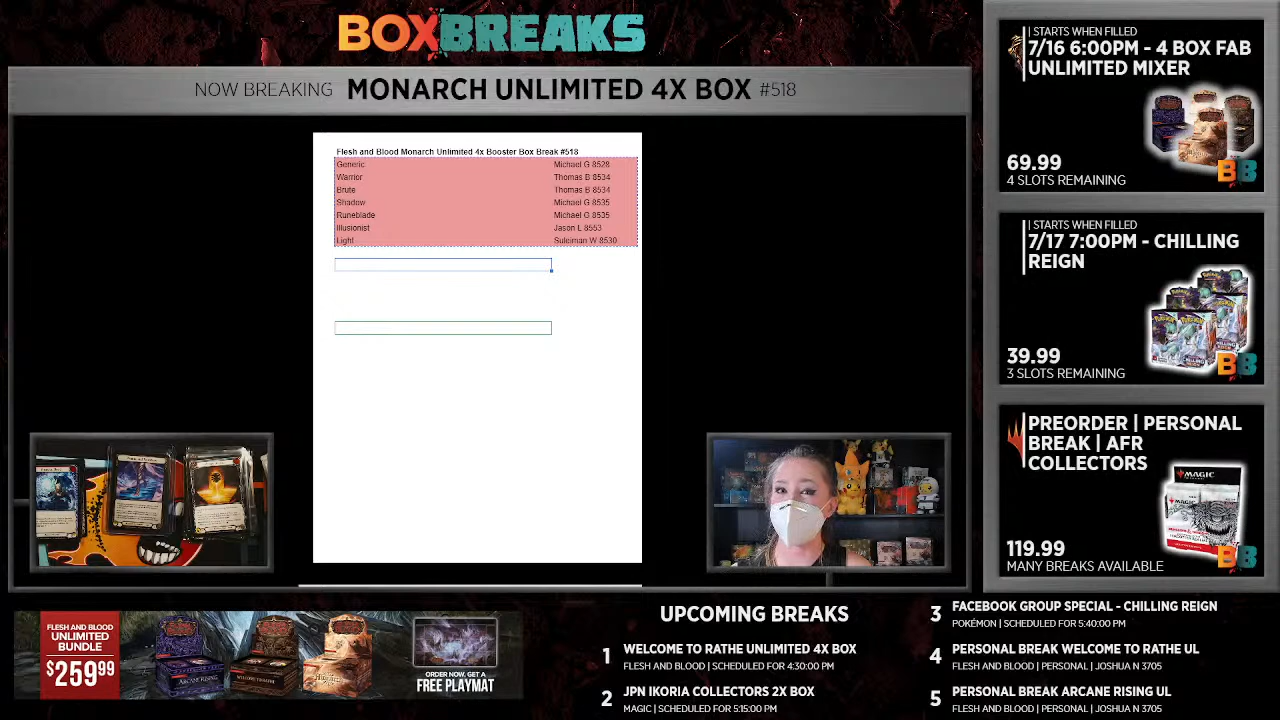 BOXBREAKS
NOW BREAKING MONARCH UNLIMITED 4X BOX #518
Flesh and Blood Monarch Unlimited 4x Booster Box Break #518
Generic Michael G 8528
Warrior Thomas B 8534
Brute Thomas B 8534
Shadow Michael G 8535
Runeblade Michael G 8535
Illusionist Jason L 8553
Light Suleiman W 8530
| STARTS WHEN FILLED
7/16 6:00PM - 4 BOX FAB
UNLIMITED MIXER
69.99
4 SLOTS REMAINING
BB
| STARTS WHEN FILLED
7/17 7:00PM - CHILLING
REIGN
39.99
3 SLOTS REMAINING
BB
PREORDER | PERSONAL
BREAK | AFR
COLLECTORS
MAGIC
119.99
MANY BREAKS AVAILABLE
BB
FLESH AND BLOOD
UNLIMITED
BUNDLE
$259.99
ARCANE RISING
ORDER NOW, GET A
FREE PLAYMAT
UPCOMING BREAKS
1 WELCOME TO RATHE UNLIMITED 4X BOX
FLESH AND BLOOD | SCHEDULED FOR 4:30:00 PM
2 JPN IKORIA COLLECTORS 2X BOX
MAGIC | SCHEDULED FOR 5:15:00 PM
3 FACEBOOK GROUP SPECIAL - CHILLING REIGN
POKÉMON | SCHEDULED FOR 5:40:00 PM
4 PERSONAL BREAK WELCOME TO RATHE UL
FLESH AND BLOOD | PERSONAL | JOSHUA N 3705
5 PERSONAL BREAK ARCANE RISING UL
FLESH AND BLOOD | PERSONAL | JOSHUA N 3705